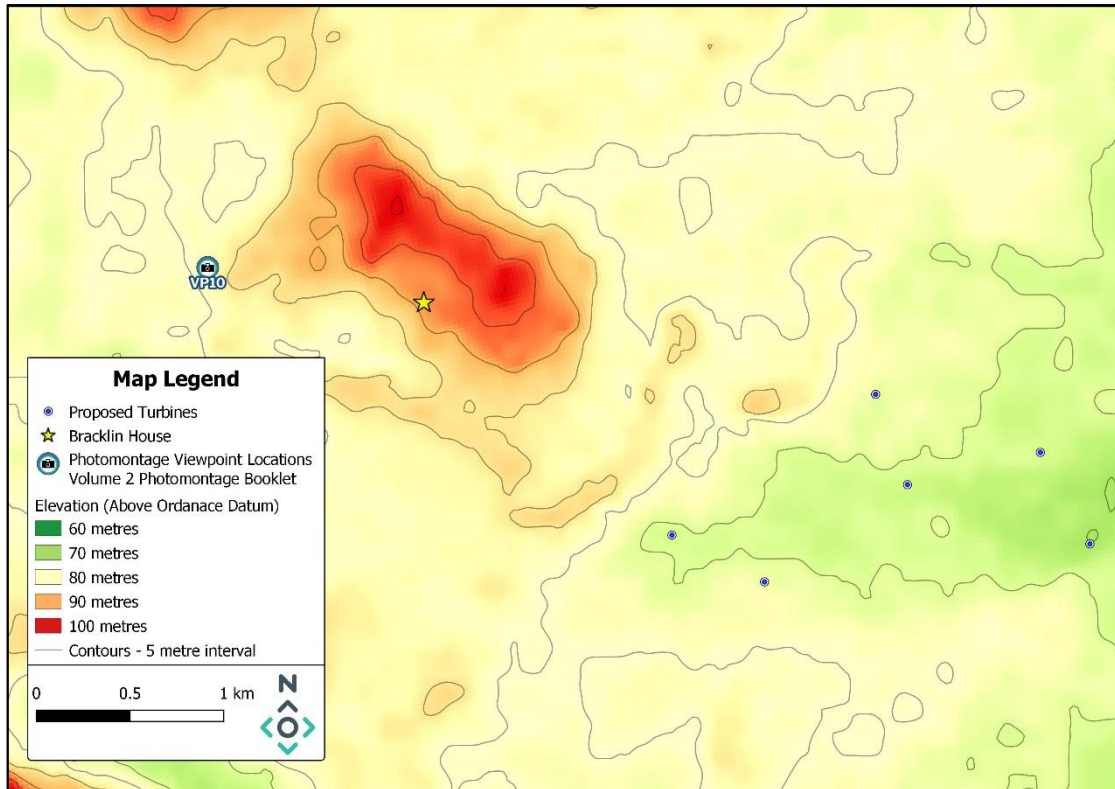 VP10
Map Legend
Proposed Turbines
Bracklin House
Photomontage Viewpoint Locations
Volume 2 Photomontage Booklet
Elevation (Above Ordanace Datum)
60 metres
70 metres
80 metres
90 metres
100 metres
Contours - 5 metre interval
0 0.5 1 km
N